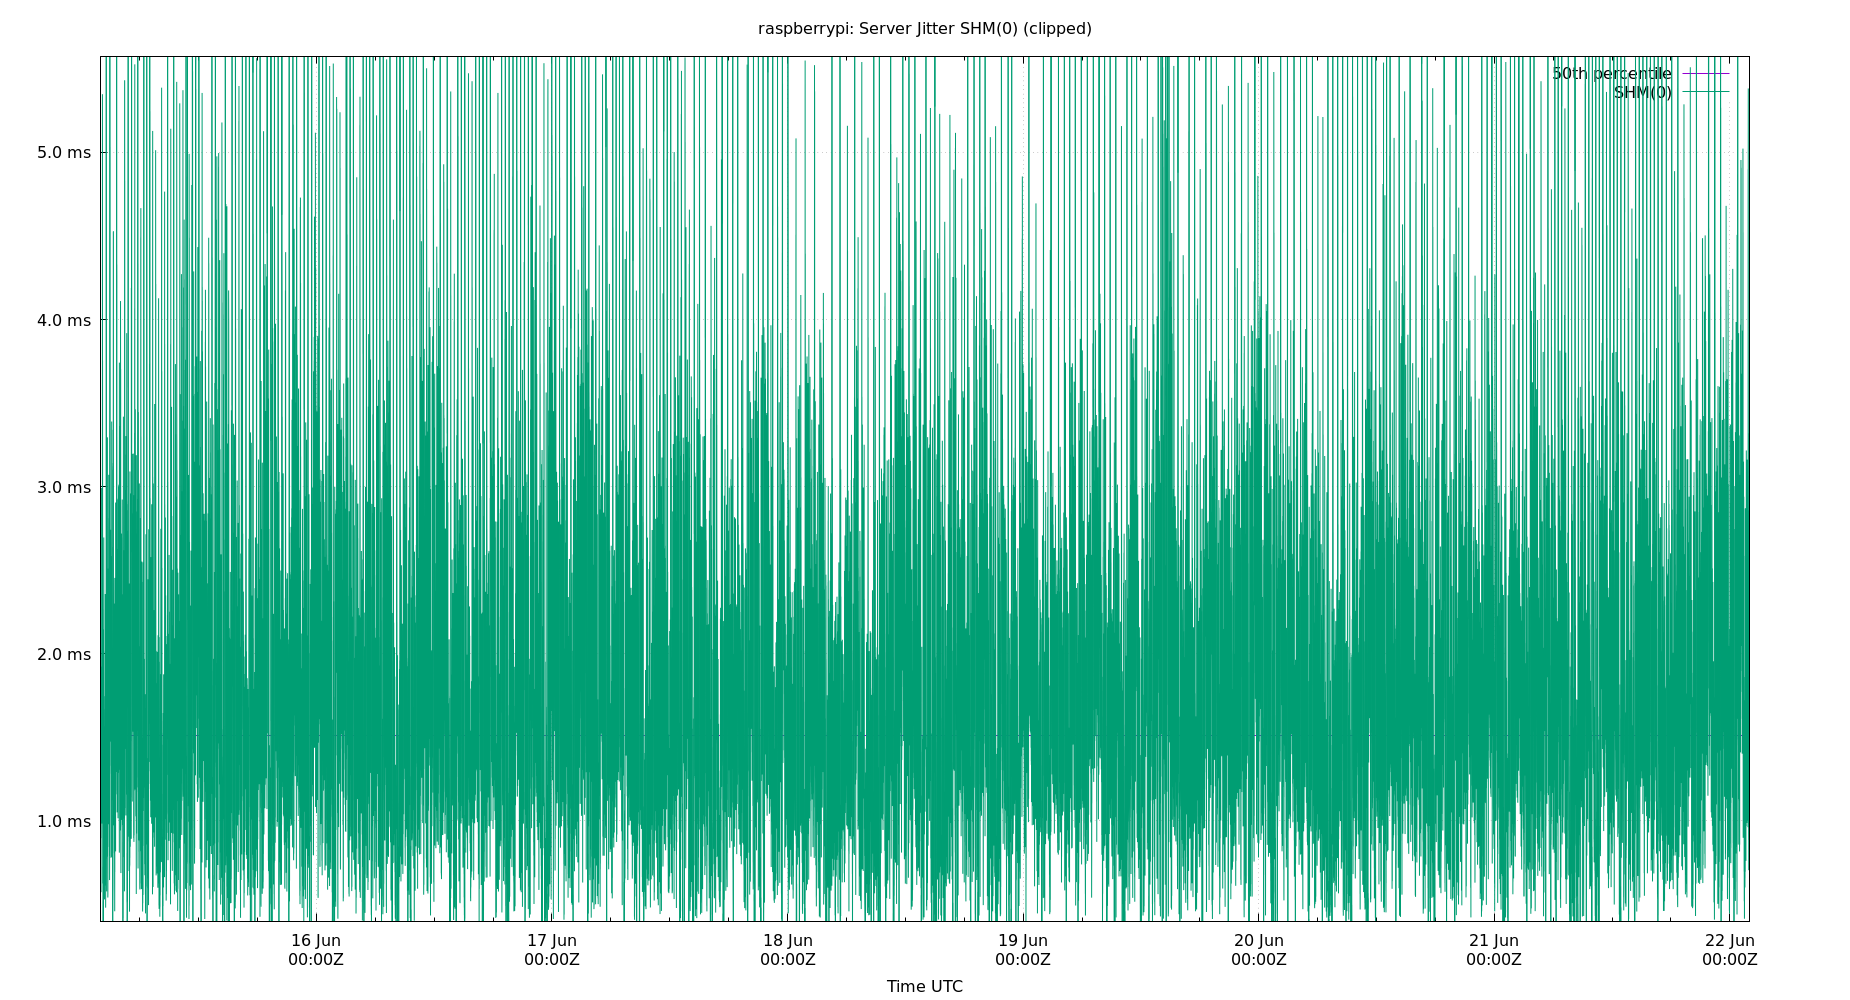 raspberrypi: Server Jitter SHM(0) (clipped)
50th percentile
SHM(0)
5.0 ms
4.0 ms
3.0 ms
2.0 ms
1.0 ms
16 Jun 17 Jun 18 Jun 19 Jun 20 Jun 21 Jun 22 Jun
00:00Z 00:00Z 00:00Z 00:00Z 00:00Z 00:00Z 00:00Z
Time UTC